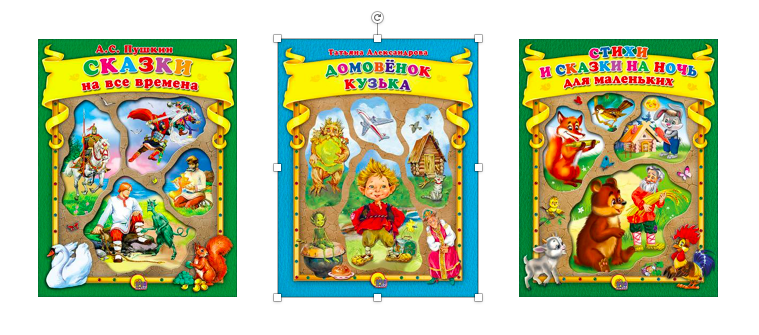 А.С. Пушкин
СКАЗКИ
на все времена
Татьяна Александрова
ДОМОВЁНОК
КУЗЬКА
СТИХИ
И СКАЗКИ НА НОЧЬ
ДЛЯ МАЛЕНЬКИХ